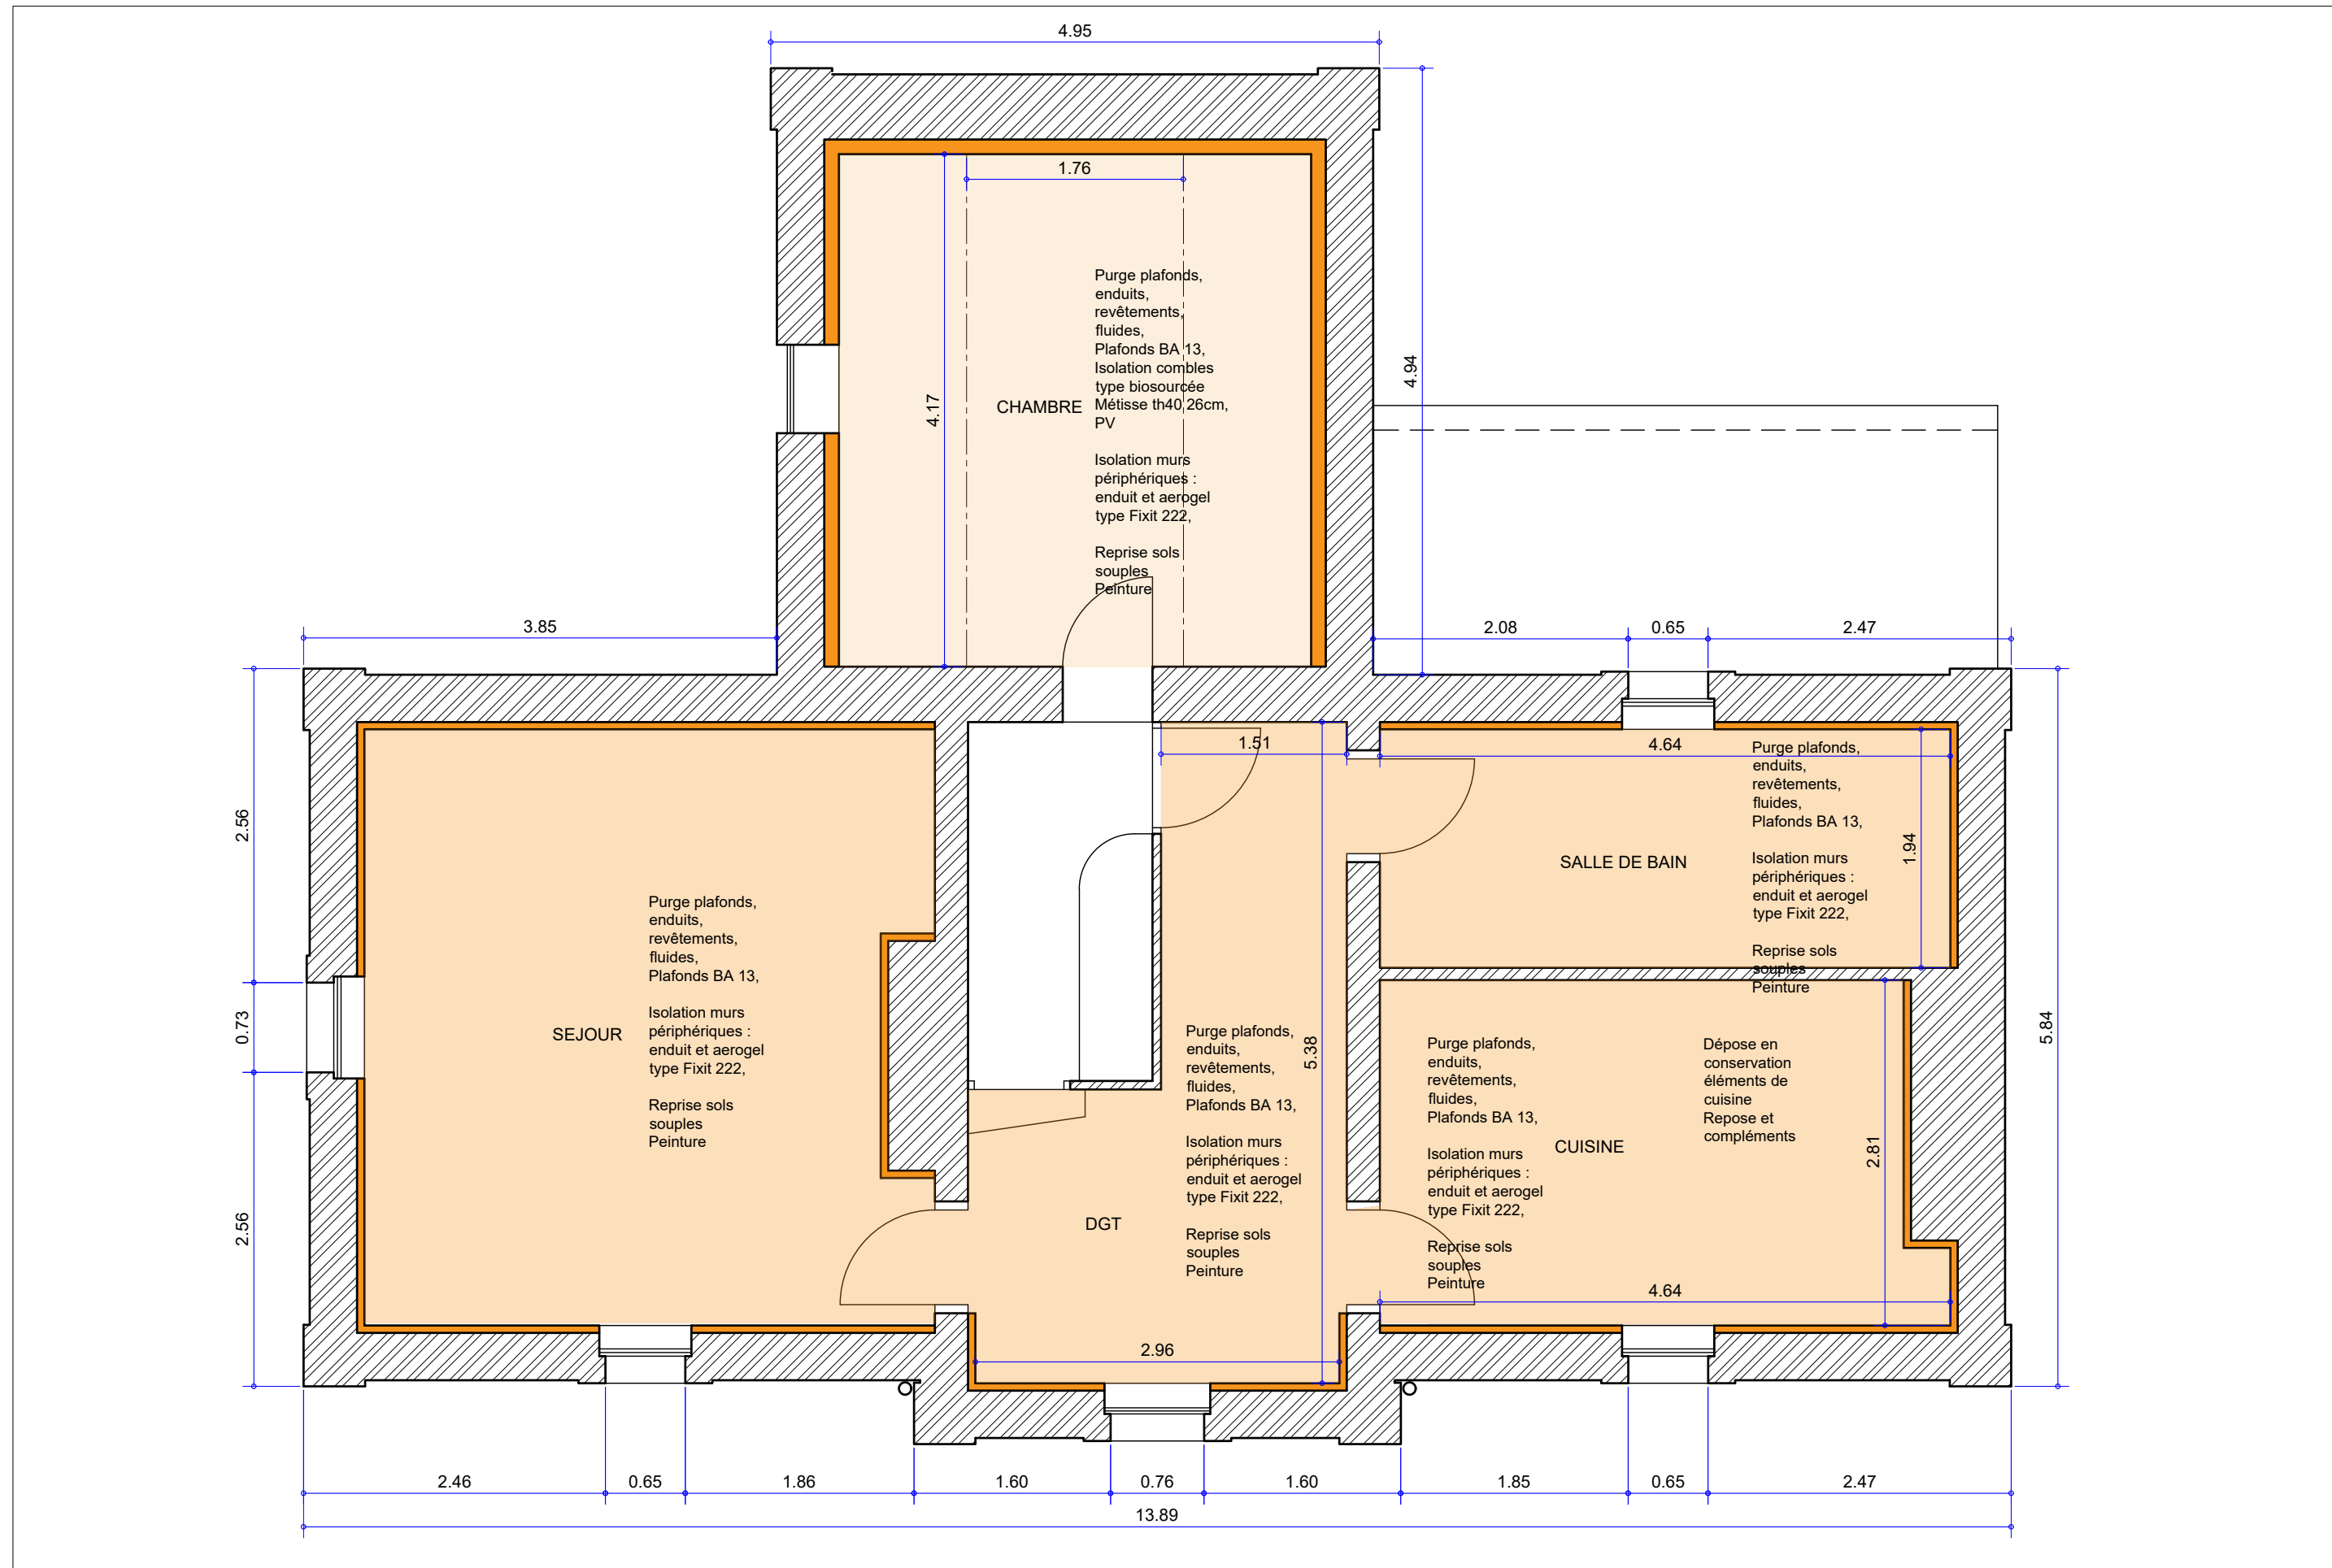 4.95
1.76
Purge plafonds,
enduits,
revêtements,
fluides,
Plafonds BA 13,
Isolation combles
type biosourcée
Métisse th40 26cm,
PV
Isolation murs
périphériques :
enduit et aerogel
type Fixit 222,
Reprise sols
souples
Peinture
CHAMBRE
4.17
4.94
3.85
2.08
0.65
2.47
2.56
0.73
2.56
SEJOUR
Purge plafonds,
enduits,
revêtements,
fluides,
Plafonds BA 13,
Isolation murs
périphériques :
enduit et aerogel
type Fixit 222,
Reprise sols
souples
Peinture
1.51
5.38
DGT
Purge plafonds,
enduits,
revêtements,
fluides,
Plafonds BA 13,
Isolation murs
périphériques :
enduit et aerogel
type Fixit 222,
Reprise sols
souples
Peinture
2.96
4.64
SALLE DE BAIN
Purge plafonds,
enduits,
revêtements,
fluides,
Plafonds BA 13,
Isolation murs
périphériques :
enduit et aerogel
type Fixit 222,
Reprise sols
souples
Peinture
1.94
5.84
Purge plafonds,
enduits,
revêtements,
fluides,
Plafonds BA 13,
Isolation murs
périphériques :
enduit et aerogel
type Fixit 222,
Reprise sols
souples
Peinture
CUISINE
Dépose en
conservation
éléments de
cuisine
Repose et
compléments
2.81
4.64
2.46
0.65
1.86
1.60
0.76
1.60
1.85
0.65
2.47
13.89